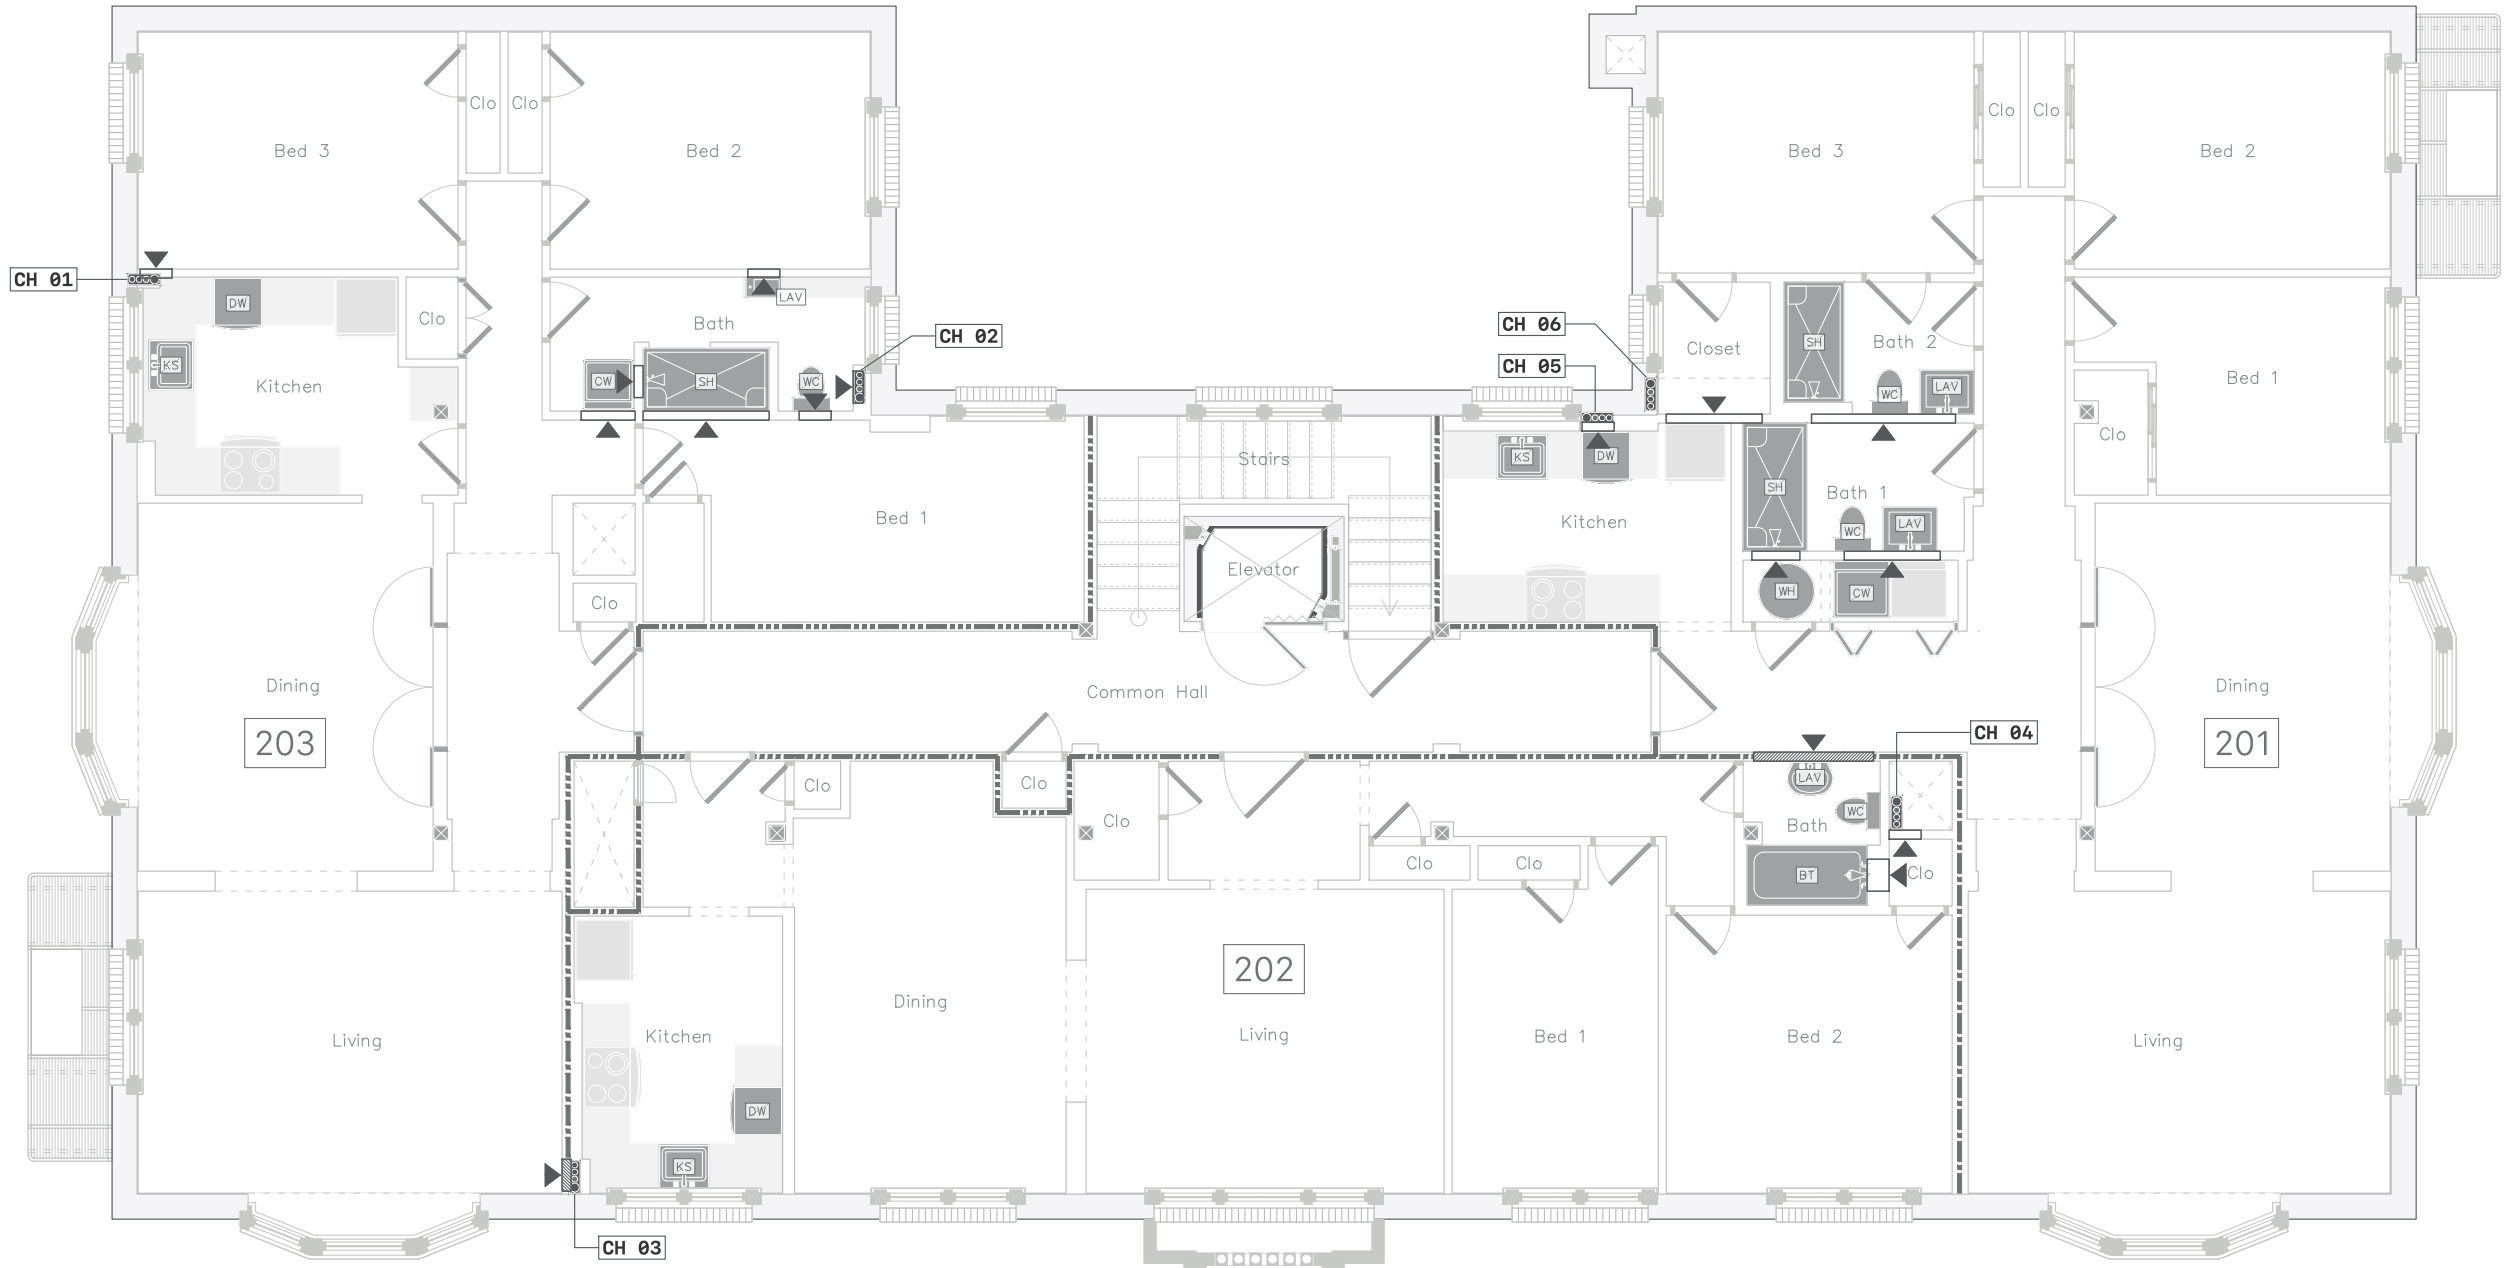 Clo Clo Clo Clo
Bed 3 Bed 2 Bed 3 Bed 2
CH 01
DW LAV
Clo Bath CH 06
CH 02 SH Bath 2
Closet
KS CH 05
Kitchen CW SH WC WC LAV Bed 1
Clo
Stairs KS DW
SH Bath 1
Bed 1 Kitchen LAV
WC
Elevator
WH CW
Clo
Dining Common Hall Dining
203 CH 04 201
LAV
Clo Clo
WC
Clo Bath
Clo Clo
BT Clo
202
Dining
Living Kitchen Living Bed 1 Bed 2 Living
DW
KS
CH 03